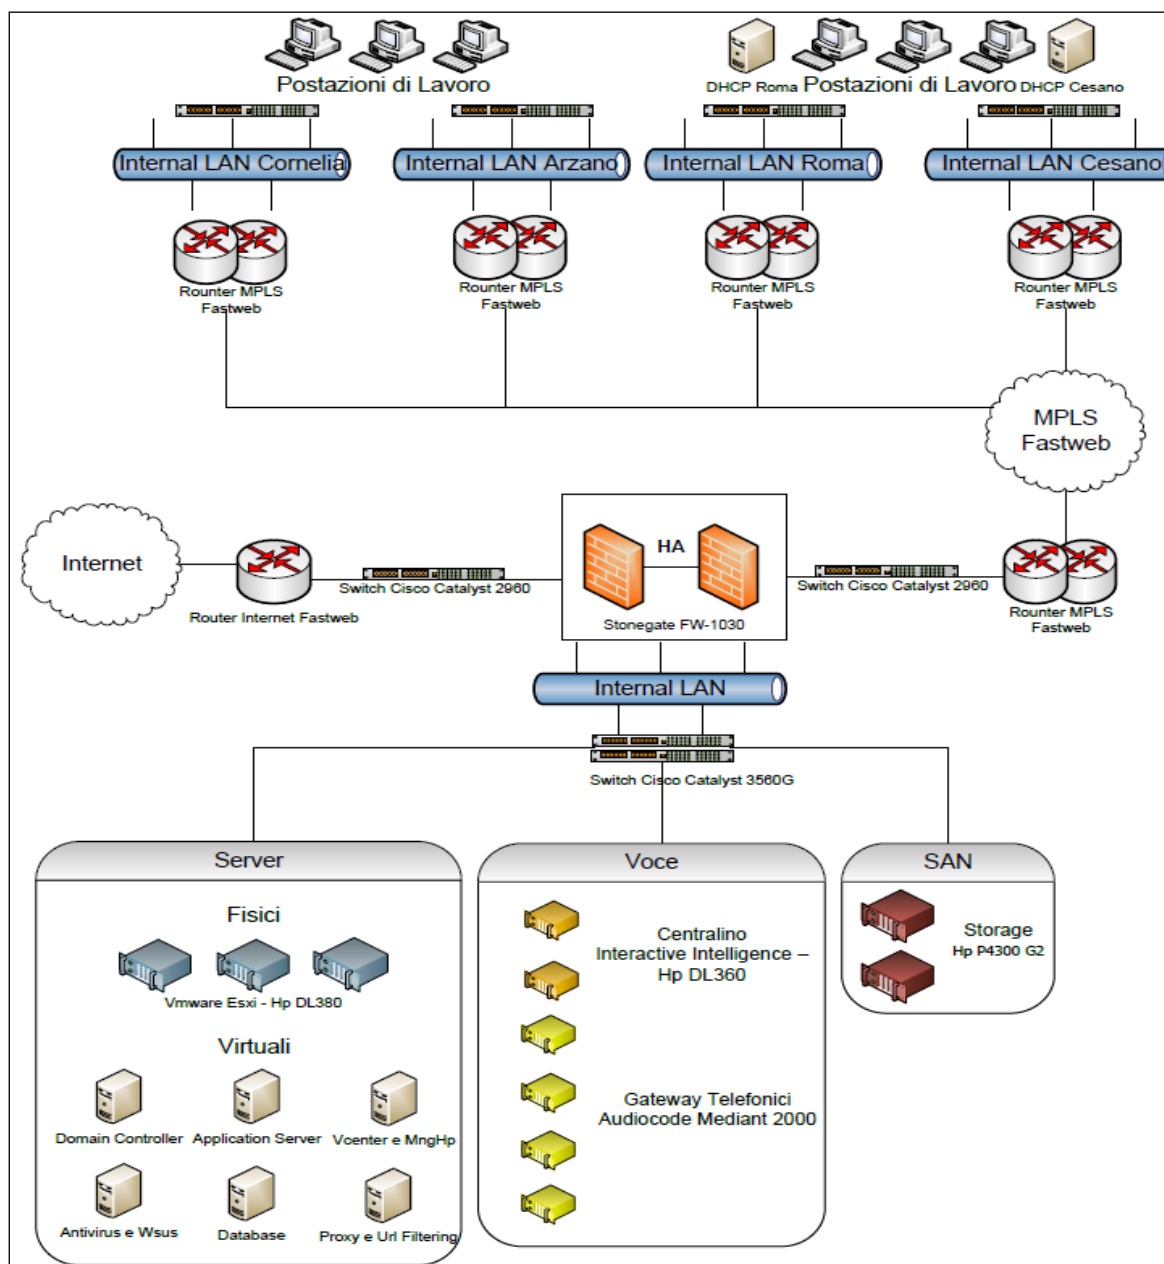 Postazioni di Lavoro
DHCP Roma
Postazioni di Lavoro
DHCP Cesano
Internal LAN Cornelia
Internal LAN Arzano
Internal LAN Roma
Internal LAN Cesano
Rounter MPLS
Fastweb
Rounter MPLS
Fastweb
Rounter MPLS
Fastweb
Rounter MPLS
Fastweb
MPLS
Fastweb
Internet
Router Internet Fastweb
Switch Cisco Catalyst 2960
HA
Stonegate FW-1030
Switch Cisco Catalyst 2960
Rounter MPLS
Fastweb
Internal LAN
Switch Cisco Catalyst 3560G
Server
Fisici
Vmware Esxi - Hp DL380
Virtuali
Domain Controller
Application Server
Vcenter e MngHp
Antivirus e Wsus
Database
Proxy e Url Filtering
Voce
Centralino
Interactive Intelligence –
Hp DL360
Gateway Telefonici
Audiocode Mediant 2000
SAN
Storage
Hp P4300 G2